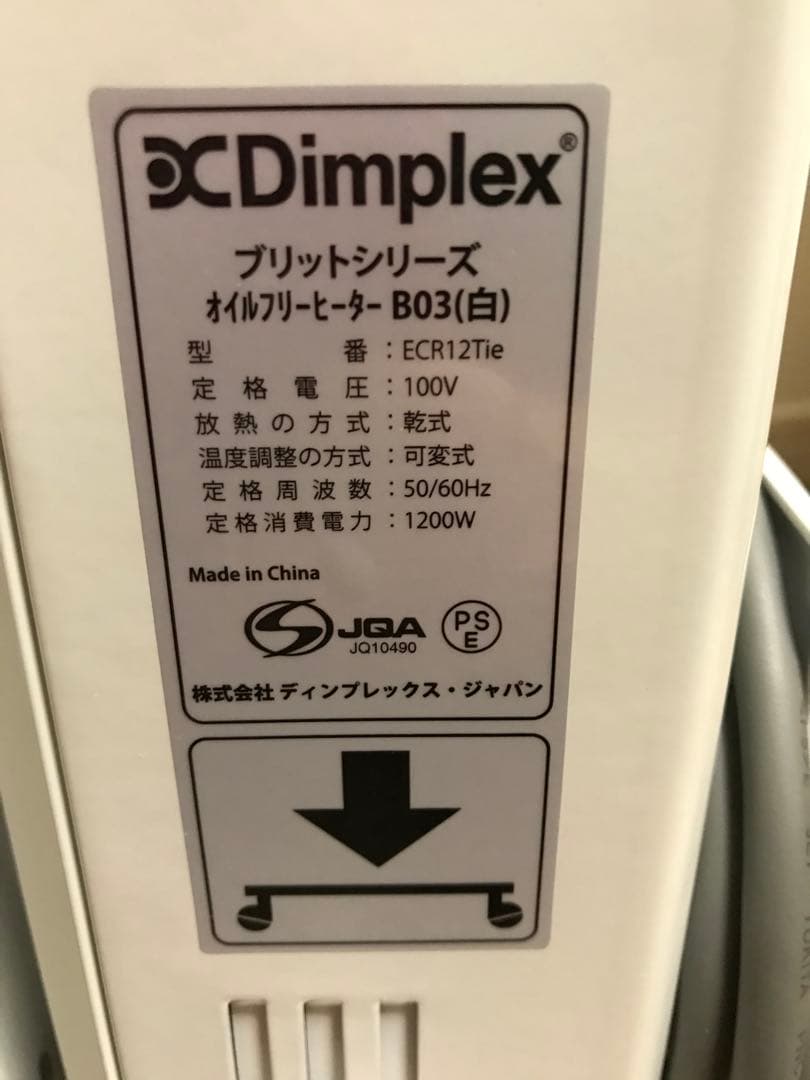 Dimplex®
ブリットシリーズ
オイルフリーヒーター B03(白)
型番：ECR12Tie
定格電圧：100V
放熱の方式：乾式
温度調整の方式：可変式
定格周波数：50/60Hz
定格消費電力：1200W
Made in China
JQA
JQ10490
PS
E
株式会社 ディンプレックス・ジャパン